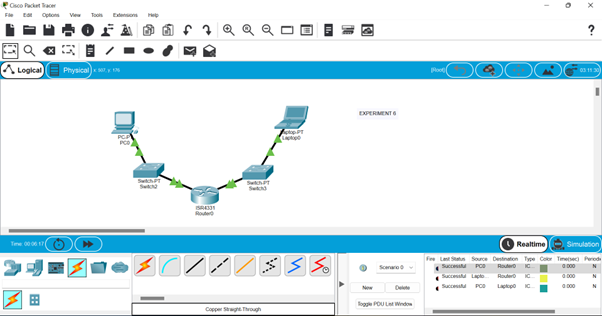 Cisco Packet Tracer
File Edit Options View Tools Extensions Help
Logical Physical x: 937, y: 176 [Root] 03:11:30
EXPERIMENT 6
PC-PT
PC0
Laptop-PT
Laptop0
Switch-PT
Switch2
Switch-PT
Switch3
ISR4331
Router0
Time: 00:06:17 Realtime Simulation
Scenario 0
New Delete
Toggle PDU List Window
Copper Straight-Through
Fire Last Status Source Destination Type Color Time(sec) Periodic
Successful PC0 Router0 IC... 0.000 N
Successful Lapto... Router0 IC... 0.000 N
Successful PC0 Laptop0 IC... 0.000 N